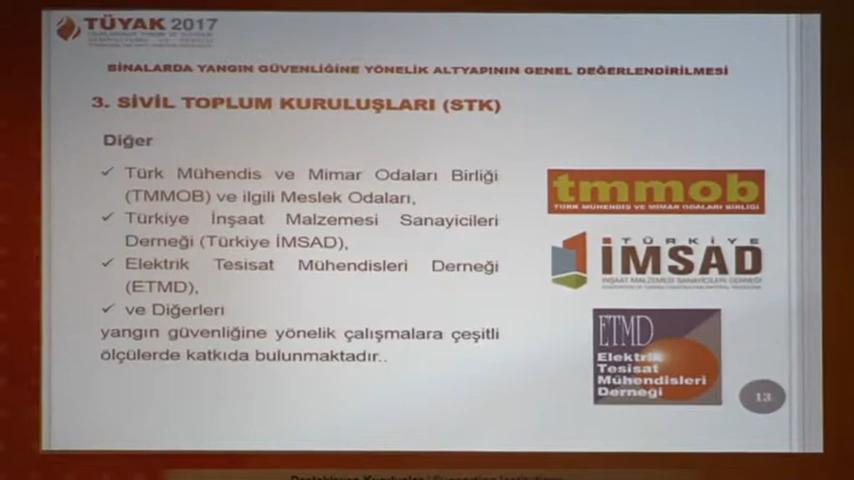 TÜYAK 2017
BİNALARDA YANGIN GÜVENLİĞİNE YÖNELİK ALTYAPININ GENEL DEĞERLENDİRİLMESİ
3. SİVİL TOPLUM KURULUŞLARI (STK)
Diğer
✓ Türk Mühendis ve Mimar Odaları Birliği
(TMMOB) ve ilgili Meslek Odaları,
✓ Türkiye İnşaat Malzemesi Sanayicileri
Derneği (Türkiye İMSAD),
✓ Elektrik Tesisat Mühendisleri Derneği
(ETMD),
✓ ve Diğerleri
yangın güvenliğine yönelik çalışmalara çeşitli
ölçülerde katkıda bulunmaktadır..
tmmob
TÜRK MÜHENDİS VE MİMAR ODALARI BİRLİĞİ
TÜRKİYE
İMSAD
İNŞAAT MALZEMESİ SANAYİCİLERİ DERNEĞİ
ETMD
Elektrik
Tesisat
Mühendisleri
Derneği
13